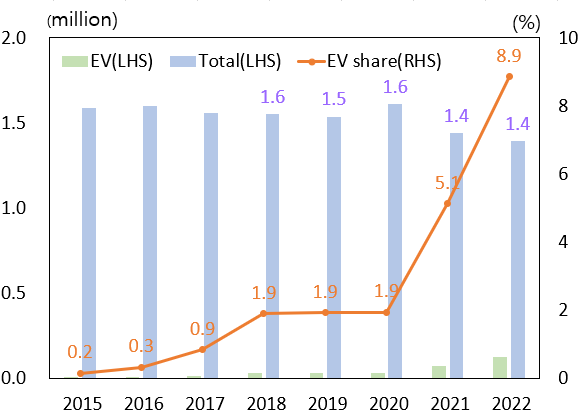 (million) (%)
2.0 10
EV(LHS) Total(LHS) EV share(RHS) 8.9
1.6 1.5 1.6 1.4 1.4
1.5 8
5.1
1.0 6
4
0.5 2
0.2 0.3 0.9 1.9 1.9 1.9
0.0 0
2015 2016 2017 2018 2019 2020 2021 2022